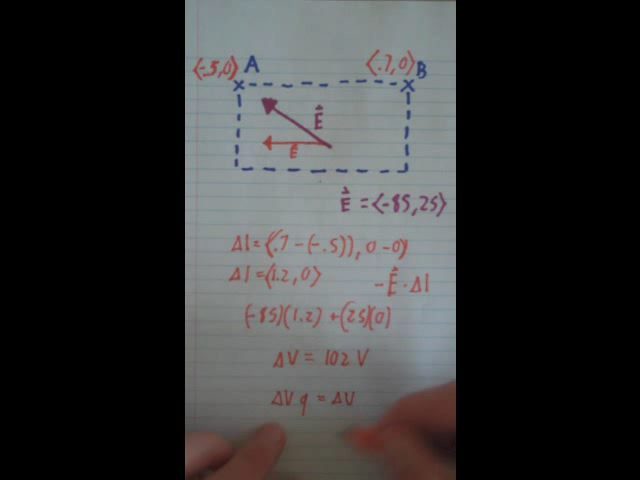 ⟨-.5,0⟩ A ⟨.7,0⟩ B
E⃗
E
E⃗ = ⟨-85,25⟩
Δl = ⟨.7-(-.5)), 0-0⟩
Δl = ⟨1.2, 0⟩ -E⃗·Δl
(-85)(1.2) + (25)(0)
ΔV = 102 V
ΔV q = ΔU